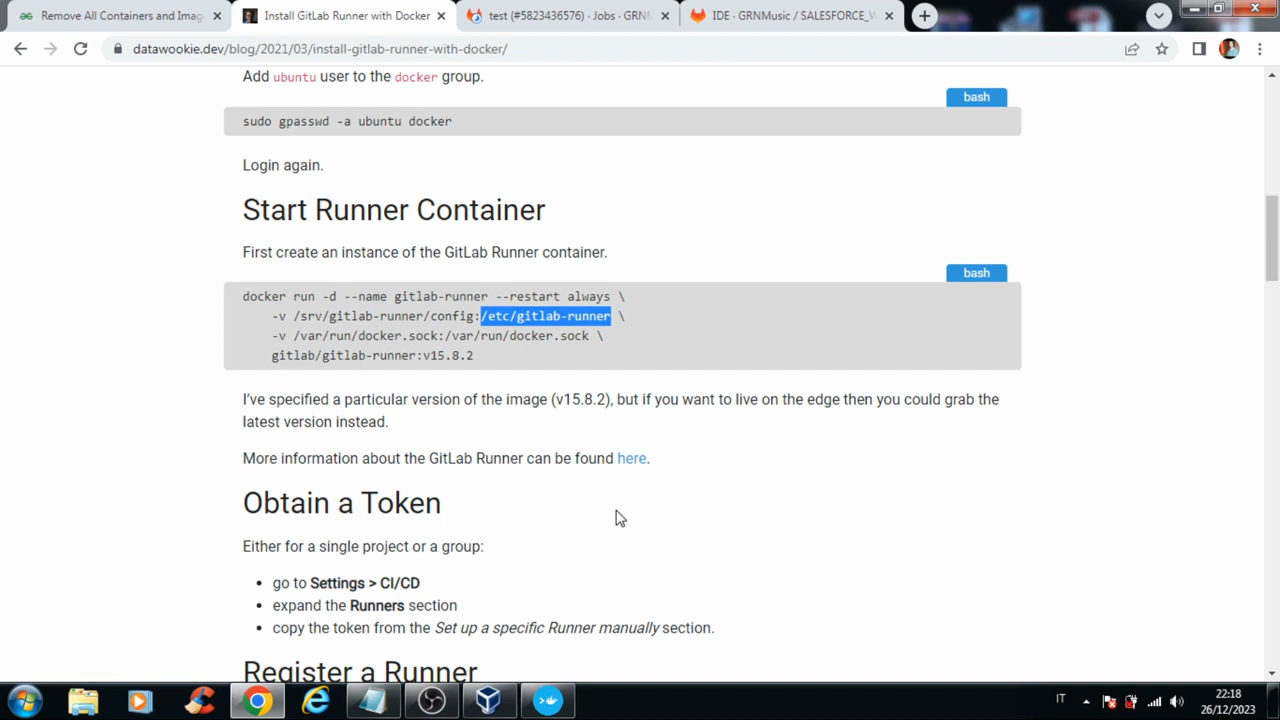 Remove All Containers and Imag
Install GitLab Runner with Docker
test (#5823436576) · Jobs · GRN
IDE · GRNMusic / SALESFORCE_
datawookie.dev/blog/2021/03/install-gitlab-runner-with-docker/
Add ubuntu user to the docker group.
bash
sudo gpasswd -a ubuntu docker
Login again.
Start Runner Container
First create an instance of the GitLab Runner container.
bash
docker run -d --name gitlab-runner --restart always \
-v /srv/gitlab-runner/config:/etc/gitlab-runner \
-v /var/run/docker.sock:/var/run/docker.sock \
gitlab/gitlab-runner:v15.8.2
I've specified a particular version of the image (v15.8.2), but if you want to live on the edge then you could grab the
latest version instead.
More information about the GitLab Runner can be found here.
Obtain a Token
Either for a single project or a group:
• go to Settings > CI/CD
• expand the Runners section
• copy the token from the Set up a specific Runner manually section.
Register a Runner
IT
22:18
26/12/2023